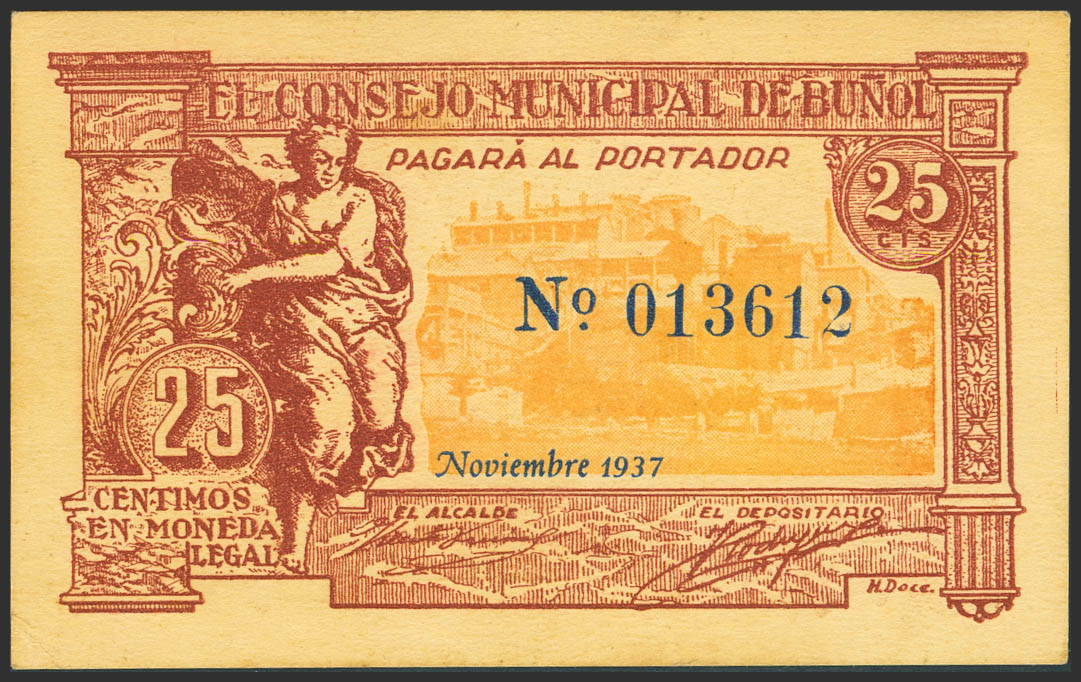 EL CONSEJO MUNICIPAL DE BUÑOL
PAGARÁ AL PORTADOR
25
CTS.
Nº 013612
25
Noviembre 1937
CENTIMOS
EN MONEDA
LEGAL
EL ALCALDE
EL DEPOSITARIO
H. Doce.